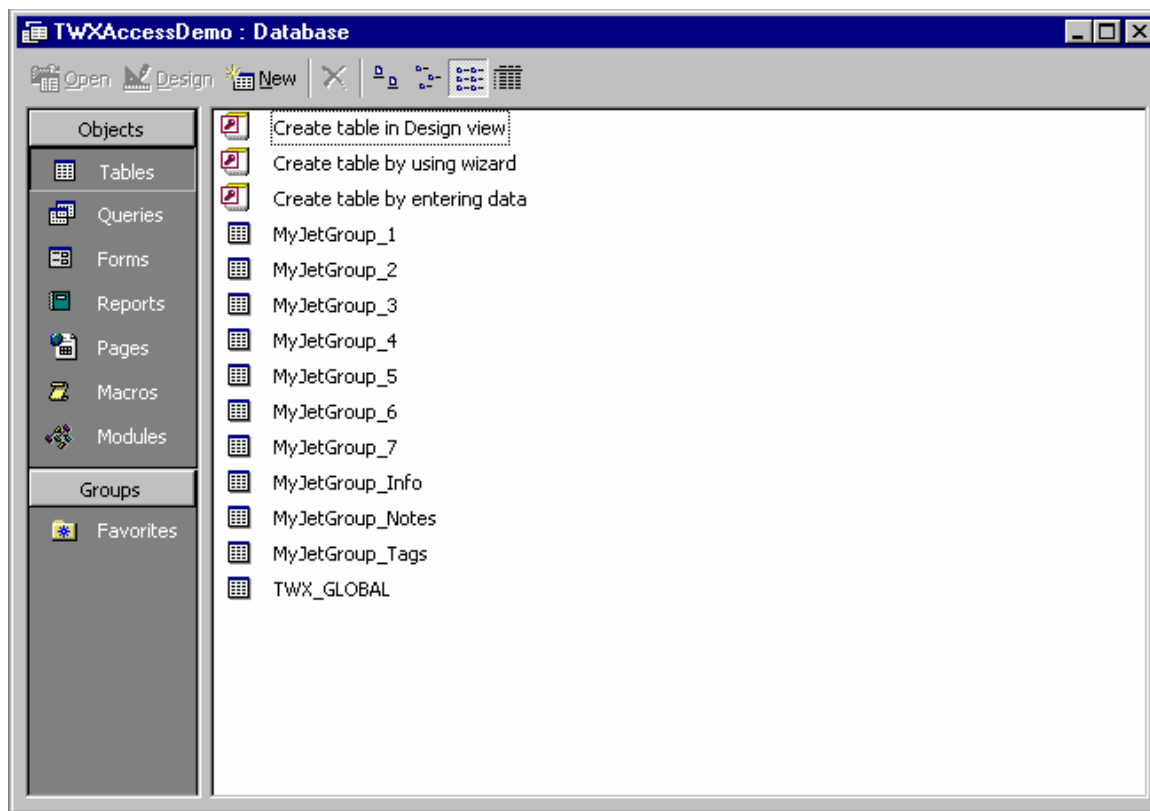 TWXAccessDemo : Database
Open Design New
Objects
Tables
Queries
Forms
Reports
Pages
Macros
Modules
Groups
Favorites
Create table in Design view
Create table by using wizard
Create table by entering data
MyJetGroup_1
MyJetGroup_2
MyJetGroup_3
MyJetGroup_4
MyJetGroup_5
MyJetGroup_6
MyJetGroup_7
MyJetGroup_Info
MyJetGroup_Notes
MyJetGroup_Tags
TWX_GLOBAL